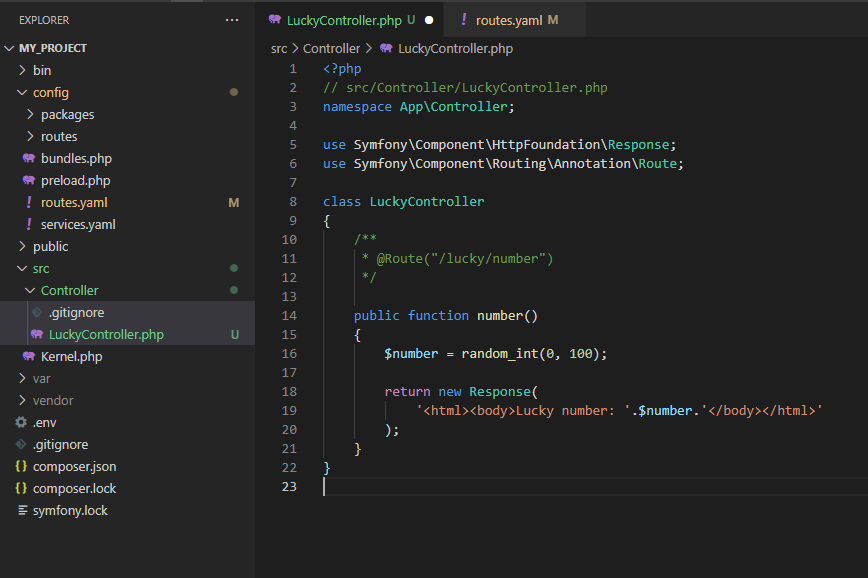 EXPLORER
MY_PROJECT
bin
config
packages
routes
bundles.php
preload.php
! routes.yaml M
! services.yaml
public
src
Controller
.gitignore
LuckyController.php U
Kernel.php
var
vendor
.env
.gitignore
{} composer.json
{} composer.lock
symfony.lock
LuckyController.php U
! routes.yaml M
src > Controller > LuckyController.php
1 <?php
2 // src/Controller/LuckyController.php
3 namespace App\Controller;
4
5 use Symfony\Component\HttpFoundation\Response;
6 use Symfony\Component\Routing\Annotation\Route;
7
8 class LuckyController
9 {
10 /**
11 * @Route("/lucky/number")
12 */
13
14 public function number()
15 {
16 $number = random_int(0, 100);
17
18 return new Response(
19 '<html><body>Lucky number: '.$number.'</body></html>'
20 );
21 }
22 }
23